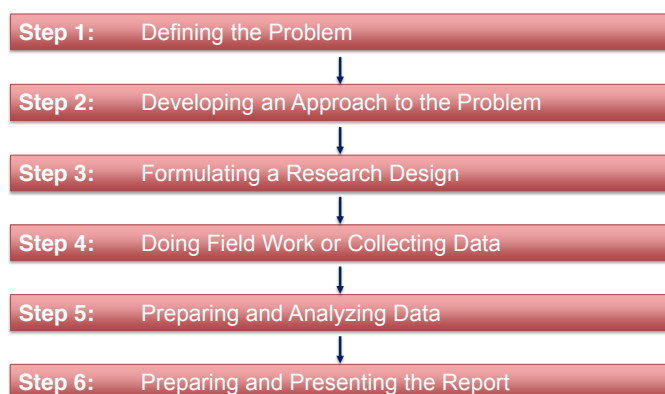 Step 1: Defining the Problem
Step 2: Developing an Approach to the Problem
Step 3: Formulating a Research Design
Step 4: Doing Field Work or Collecting Data
Step 5: Preparing and Analyzing Data
Step 6: Preparing and Presenting the Report